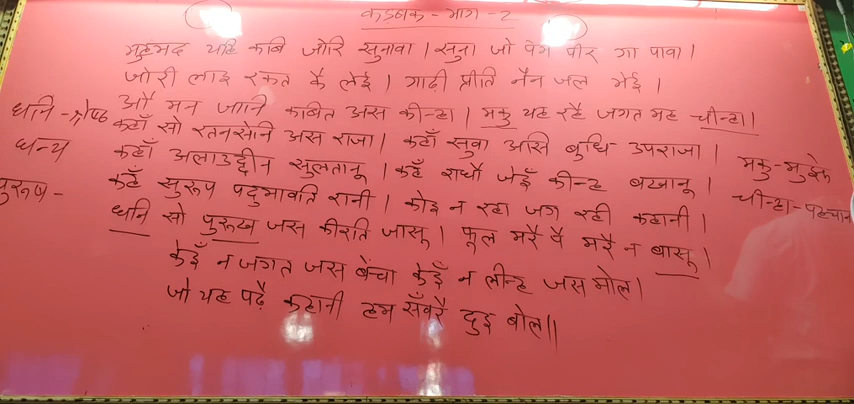 कड़बक - भाग - 2
मुहमद यहि कबि जोरि सुनावा । सुना जो पेम पीर गा पावा ।
जोरी लाइ रकत कै लेई । गाढ़ी प्रीति नैन जल भेई ।
औ मन जानि कबित अस कीन्हा । मकु यह रहै जगत मह चीन्हा ।
कहाँ सो रतनसेनि अस राजा । कहाँ सुवा असि बुधि उपराजा ।
कहाँ अलाउद्दीन सुलतानू । कहँ राघौ जेइँ कीन्ह बखानू ।
कहँ सुरूप पदुमावति रानी । कोइ न रहा जग रही कहानी ।
धनि सो पुरूख जस कीरति जासू । फूल मरै पै मरै न बासू ।
केइँ न जगत जस बेंचा केइँ न लीन्ह जस मोल ।
जो यह पढ़ै कहानी हम सँवरै दुइ बोल ॥
धनि - श्रेष्ठ
धन्य
पुरूष -
मकु - मुझे
चीन्हा - पहचान